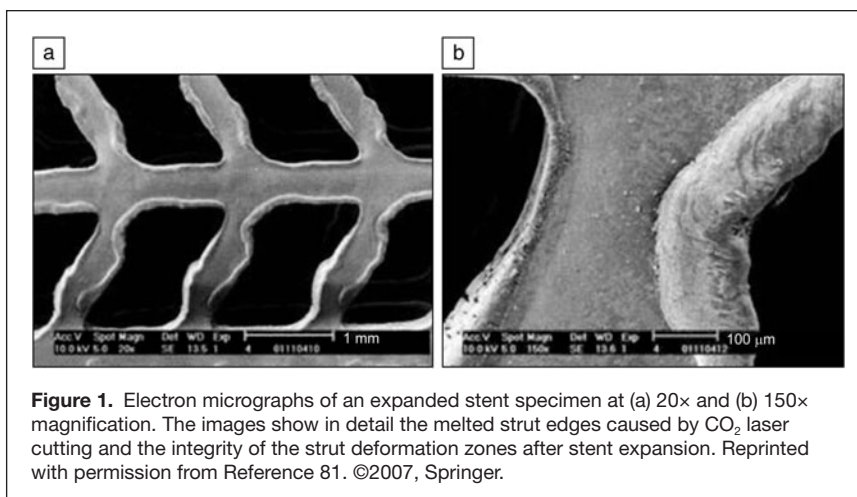 a
b
Acc.V Spot Magn Det WD Exp 1 mm
10.0 kV 5.0 20x SE 13.5 1 4 01110410
Acc.V Spot Magn Det WD Exp 100 μm
10.0 kV 5.0 150x SE 13.6 1 4 01110412
Figure 1. Electron micrographs of an expanded stent specimen at (a) 20× and (b) 150×
magnification. The images show in detail the melted strut edges caused by CO₂ laser
cutting and the integrity of the strut deformation zones after stent expansion. Reprinted
with permission from Reference 81. ©2007, Springer.